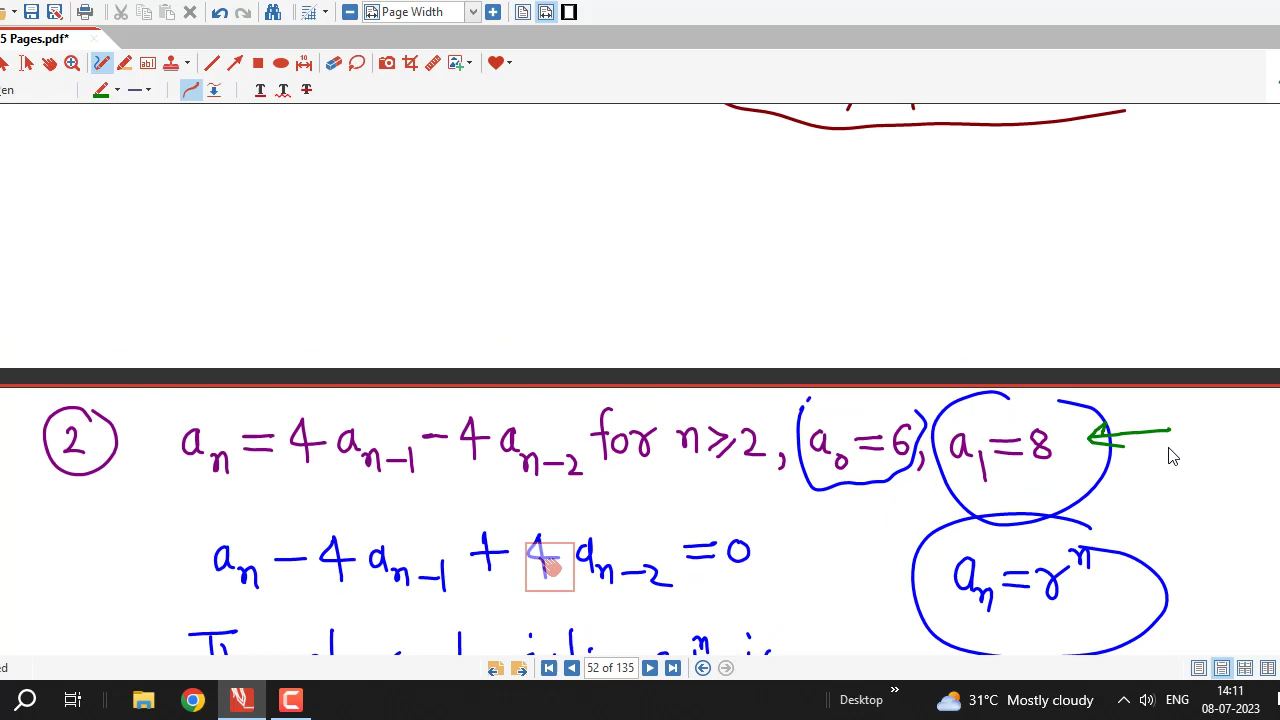 Page Width
5 Pages.pdf*
en
② aₙ = 4aₙ₋₁ − 4aₙ₋₂ for n ≥ 2, a₀ = 6, a₁ = 8
aₙ − 4aₙ₋₁ + 4aₙ₋₂ = 0
aₙ = rⁿ
ed
52 of 135
Desktop
31°C Mostly cloudy
ENG
14:11
08-07-2023